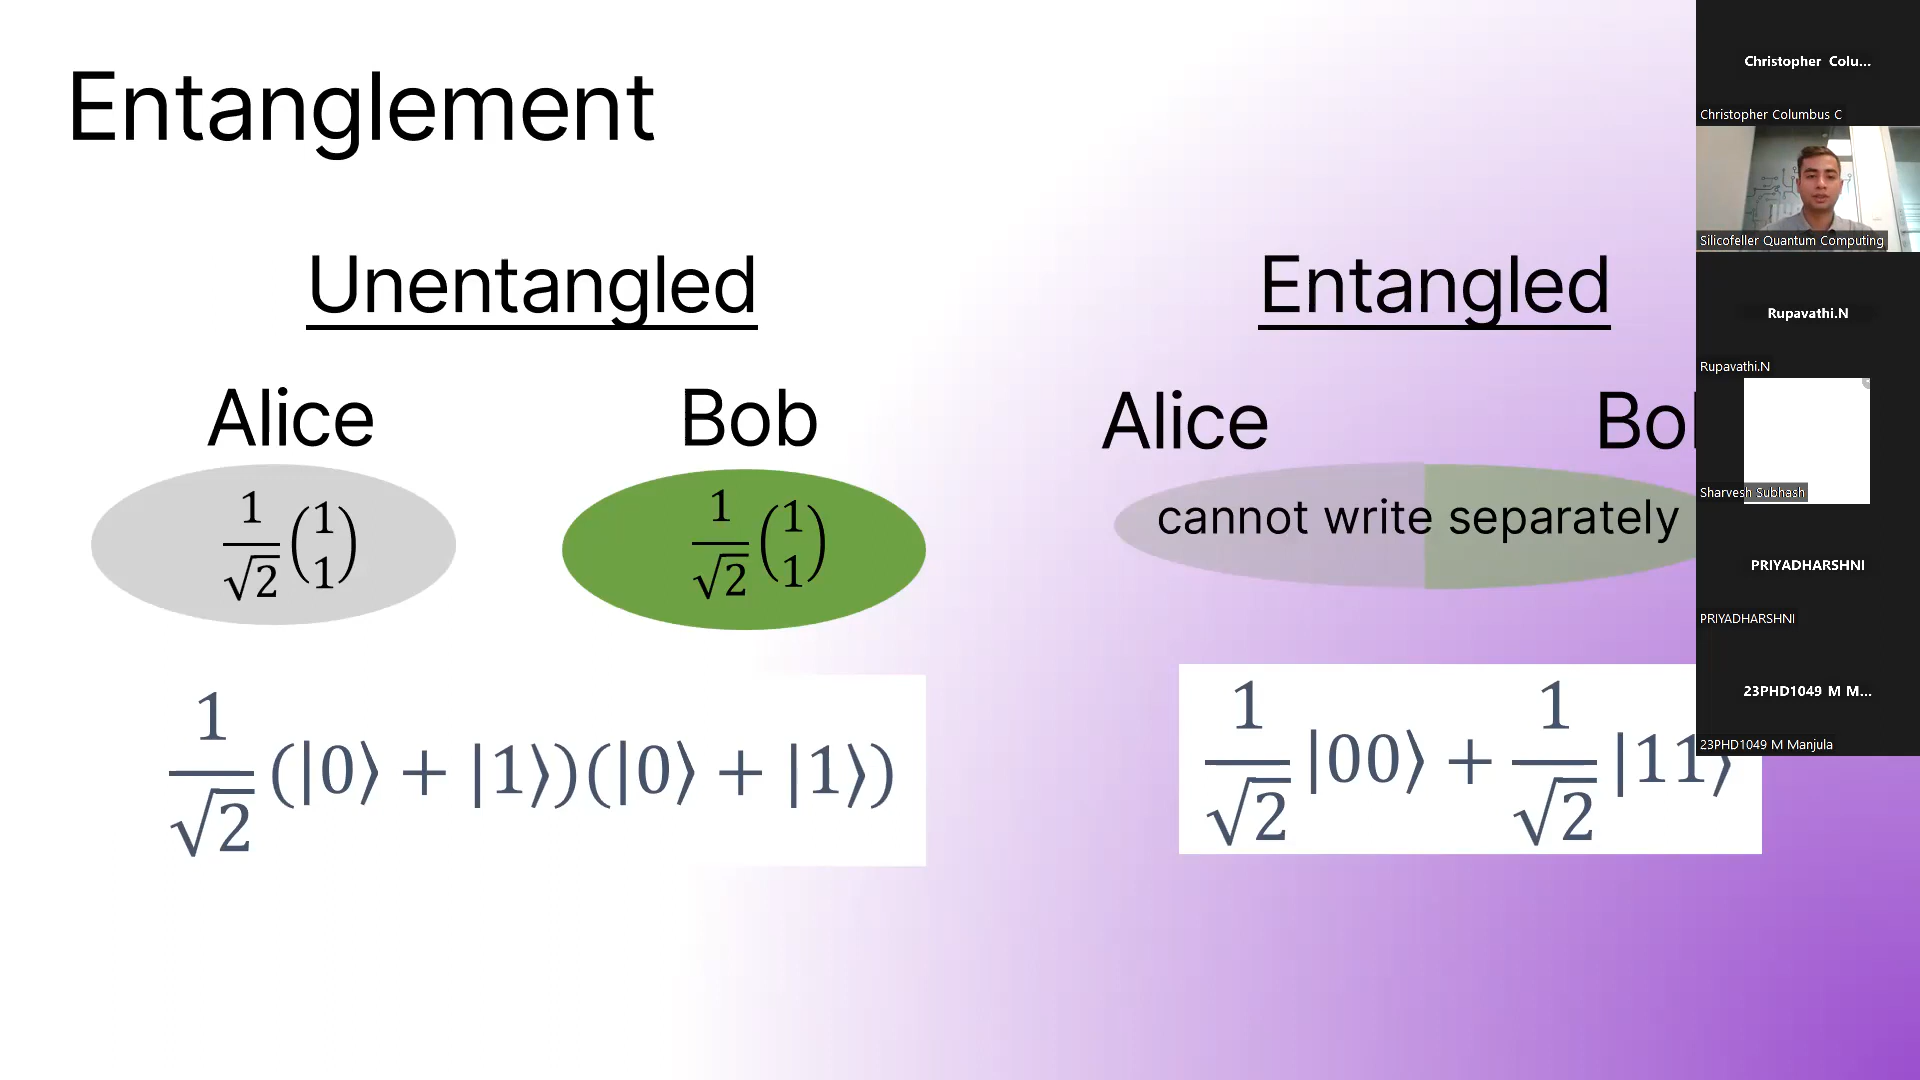 Entanglement
Unentangled
Entangled
Alice
Bob
Alice
1/√2 (1 1)
1/√2 (1 1)
cannot write separately
1/√2 (|0⟩ + |1⟩)(|0⟩ + |1⟩)
1/√2 |00⟩ + 1/√2 |11⟩
Christopher Colu...
Christopher Columbus C
Silicofeller Quantum Computing
Rupavathi.N
Rupavathi.N
Sharvesh Subhash
PRIYADHARSHNI
PRIYADHARSHNI
23PHD1049 M M...
23PHD1049 M Manjula